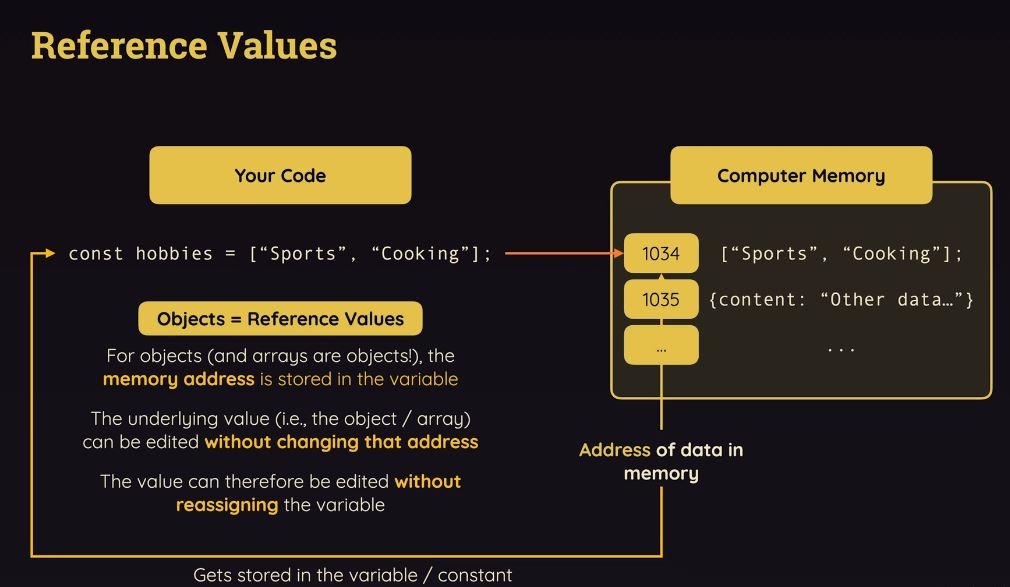 Reference Values
Your Code
Computer Memory
const hobbies = [“Sports”, “Cooking”];
1034
[“Sports”, “Cooking”];
1035
{content: “Other data…”}
...
...
Objects = Reference Values
For objects (and arrays are objects!), the
memory address is stored in the variable
The underlying value (i.e., the object / array)
can be edited without changing that address
The value can therefore be edited without
reassigning the variable
Address of data in
memory
Gets stored in the variable / constant